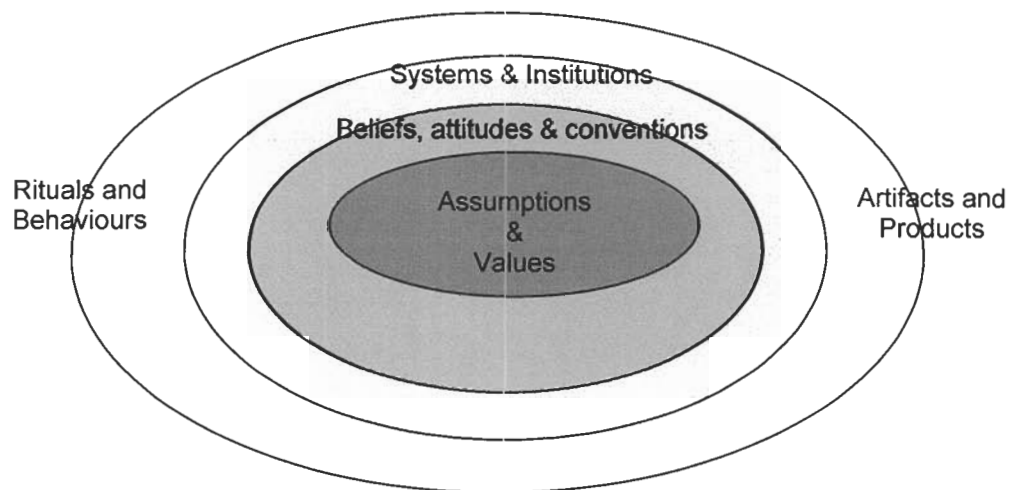 Systems & Institutions
Beliefs, attitudes & conventions
Rituals and
Behaviours
Assumptions
&
Values
Artifacts and
Products